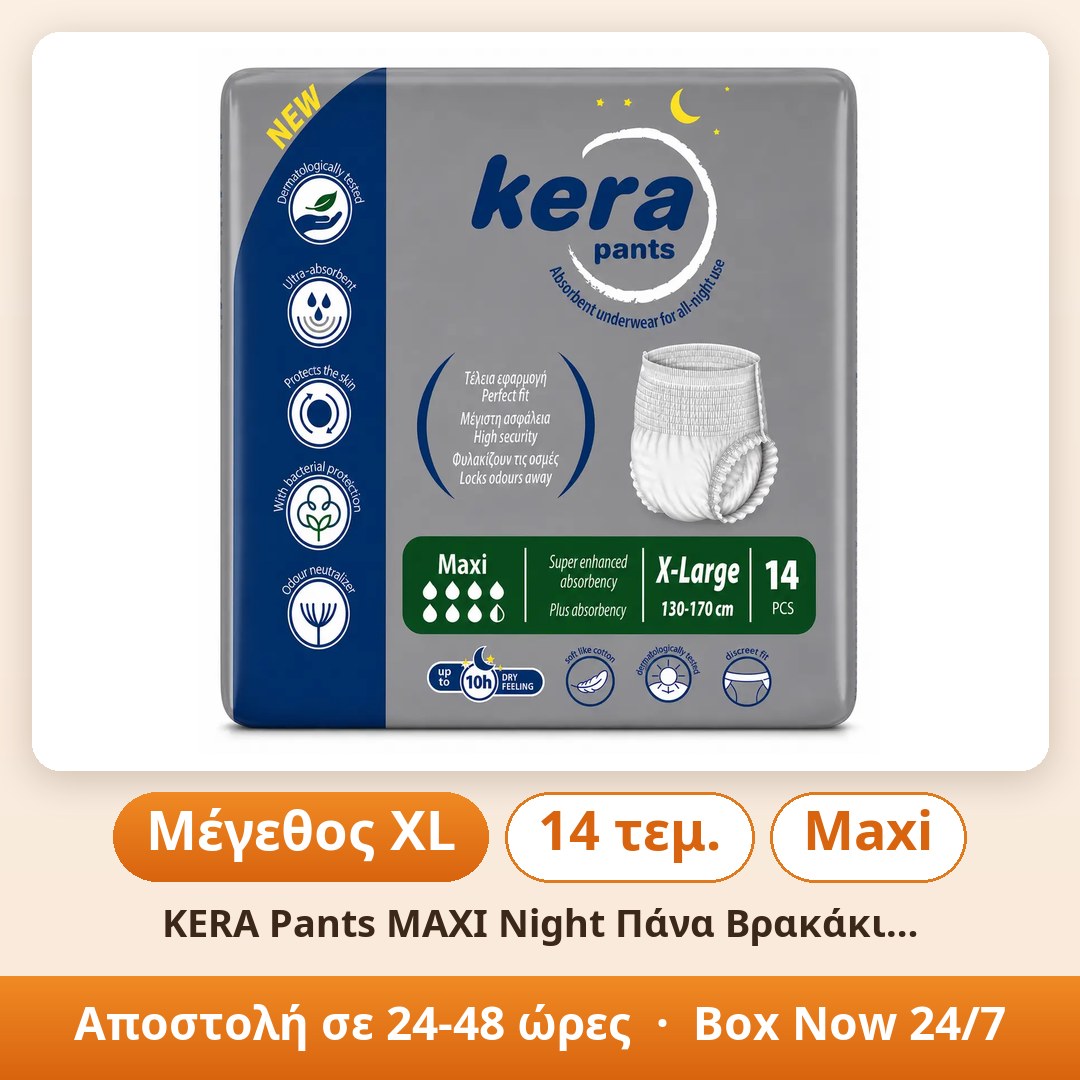 NEW
Dermatologically tested
Ultra-absorbent
Protects the skin
With bacterial protection
Odour neutralizer
kera
pants
Absorbent underwear for all-night use
Τέλεια εφαρμογή
Perfect fit
Μέγιστη ασφάλεια
High security
Φυλακίζουν τις οσμές
Locks odours away
Maxi
Super enhanced
absorbency
Plus absorbency
X-Large
130-170 cm
14
PCS
up
to
10h
DRY
FEELING
soft like cotton
dermatologically tested
discreet fit
Μέγεθος XL
14 τεμ.
Maxi
KERA Pants MAXI Night Πάνα Βρακάκι...
Αποστολή σε 24-48 ώρες · Box Now 24/7